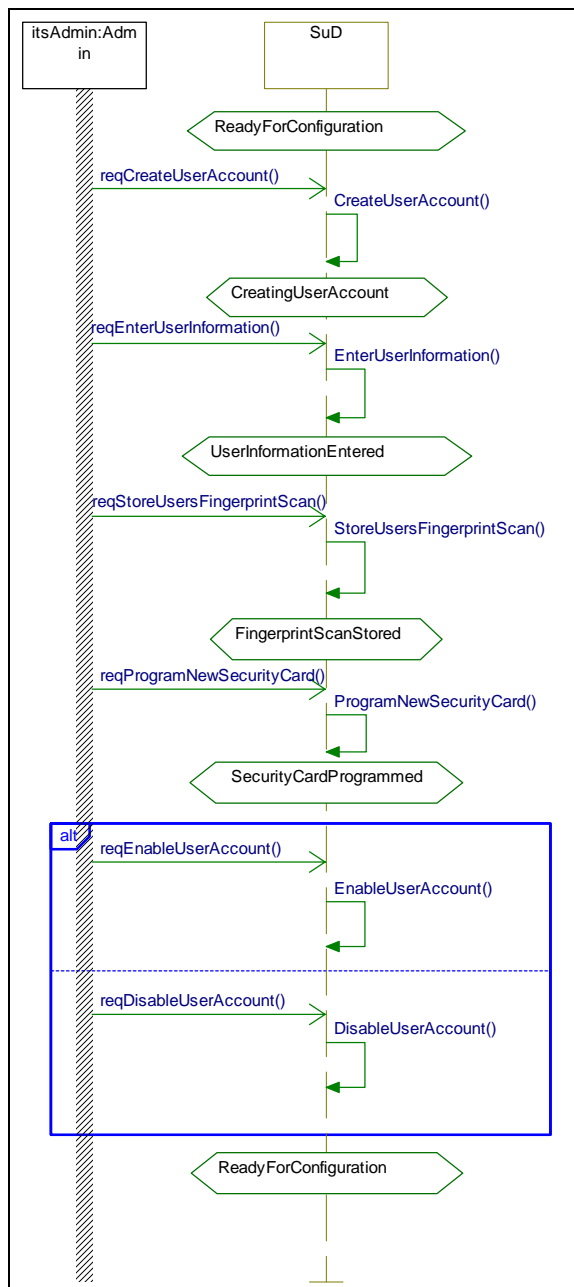 itsAdmin:Adm
in
SuD
ReadyForConfiguration
reqCreateUserAccount()
CreateUserAccount()
CreatingUserAccount
reqEnterUserInformation()
EnterUserInformation()
UserInformationEntered
reqStoreUsersFingerprintScan()
StoreUsersFingerprintScan()
FingerprintScanStored
reqProgramNewSecurityCard()
ProgramNewSecurityCard()
SecurityCardProgrammed
alt
reqEnableUserAccount()
EnableUserAccount()
reqDisableUserAccount()
DisableUserAccount()
ReadyForConfiguration